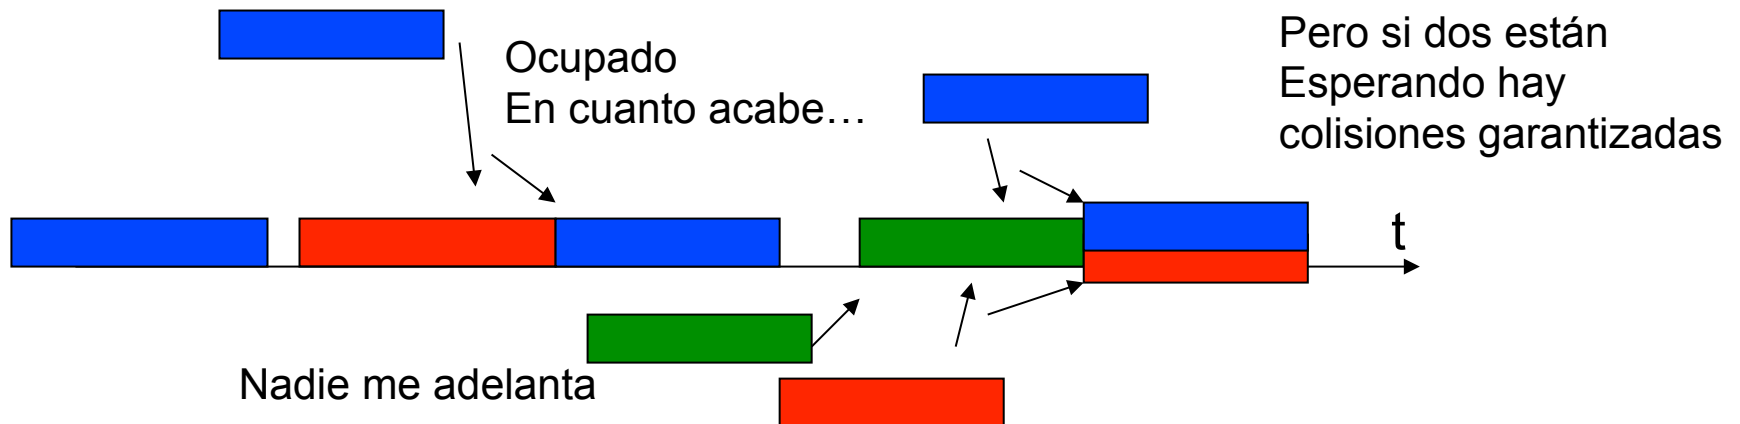 Ocupado
En cuanto acabe…
Pero si dos están
Esperando hay
colisiones garantizadas
t
Nadie me adelanta